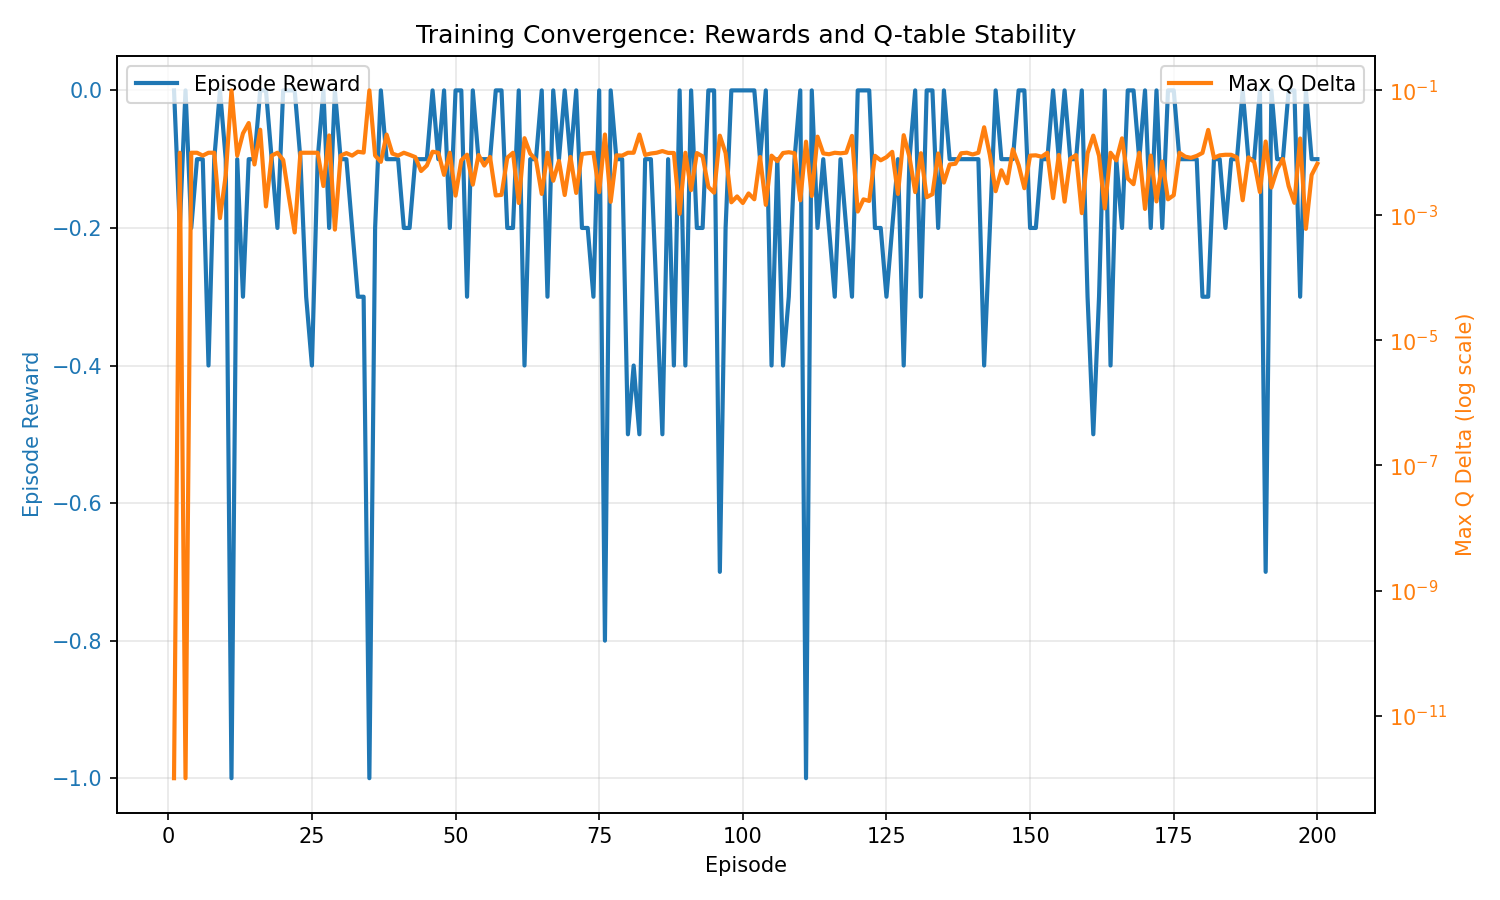 Training Convergence: Rewards and Q-table Stability
Episode Reward
Max Q Delta
0.0
−0.2
−0.4
−0.6
−0.8
−1.0
Episode Reward
10⁻¹
10⁻³
10⁻⁵
10⁻⁷
10⁻⁹
10⁻¹¹
Max Q Delta (log scale)
0 25 50 75 100 125 150 175 200
Episode